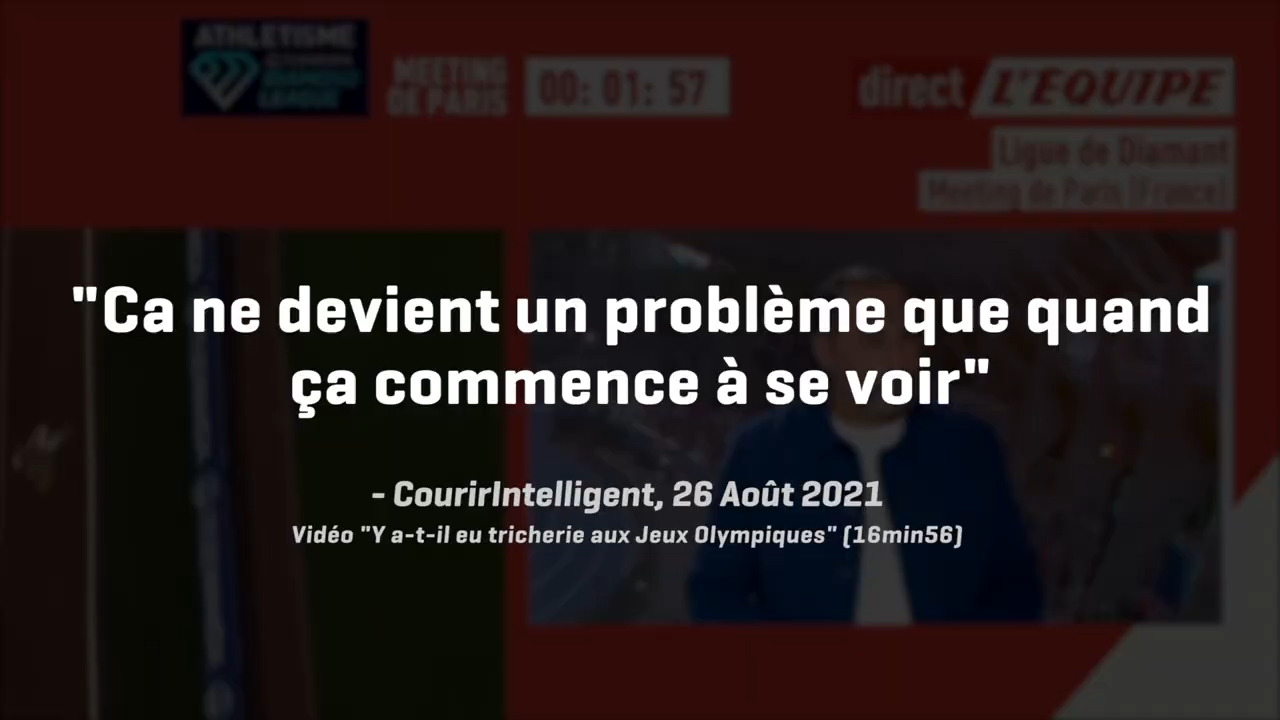 ATHLETISME
DIAMOND
LEAGUE
MEETING
DE PARIS
00: 01: 57
direct L'EQUIPE
Ligue de Diamant
Meeting de Paris (France)
"Ca ne devient un problème que quand
ça commence à se voir"
- CourirIntelligent, 26 Août 2021
Vidéo "Y a-t-il eu tricherie aux Jeux Olympiques" (16min56)